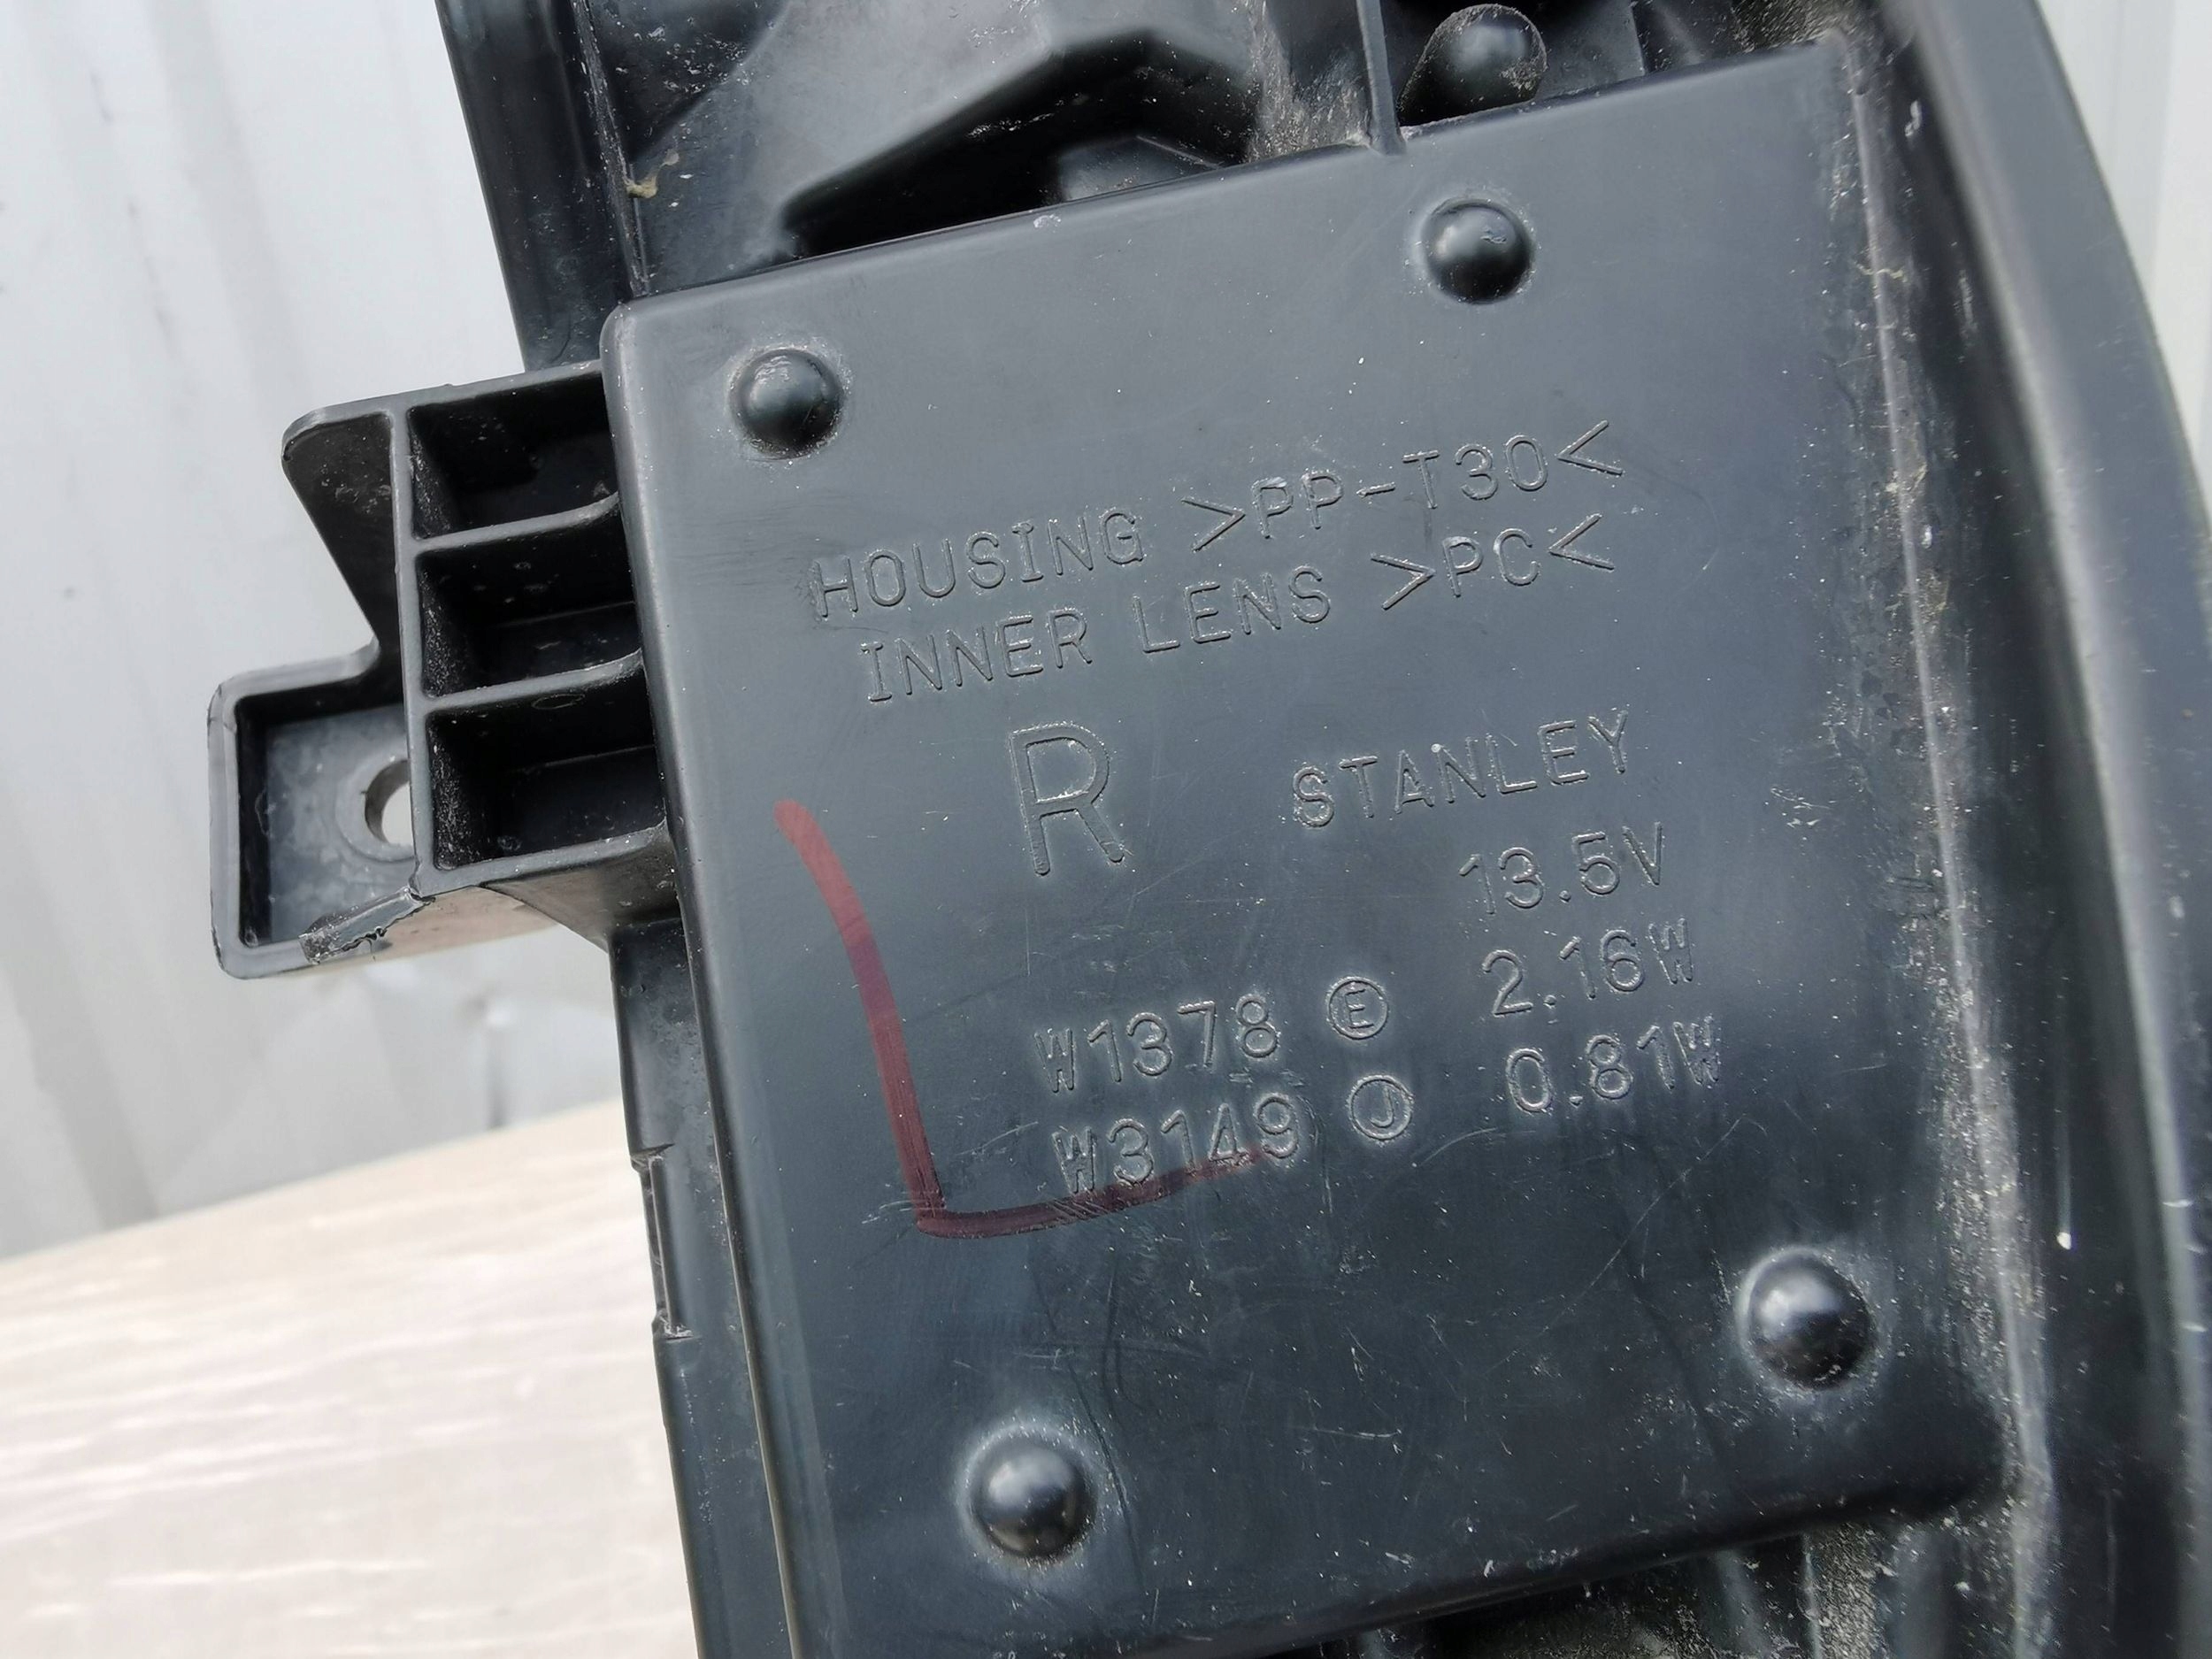 HOUSING >PP-T30<
INNER LENS >PC<
R STANLEY
13.5V
W1378 Ⓔ 2.16W
W3149 Ⓙ 0.81W